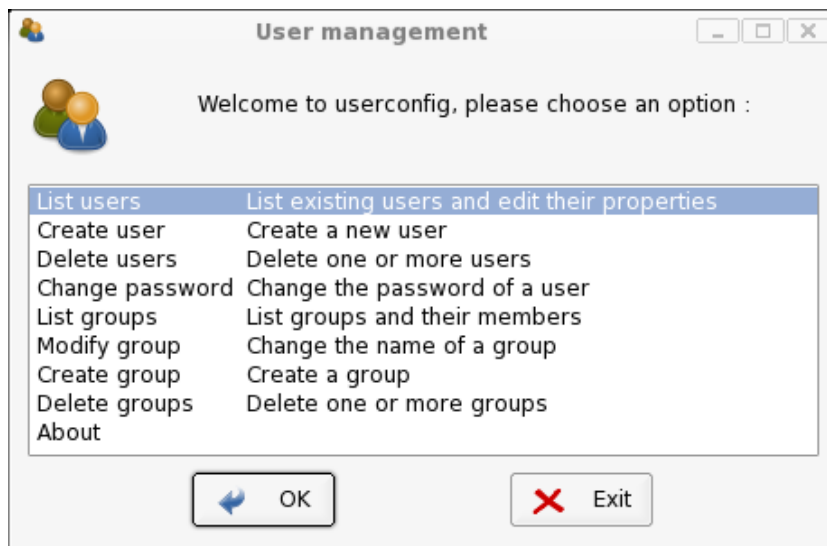 User management
Welcome to userconfig, please choose an option :
List users List existing users and edit their properties
Create user Create a new user
Delete users Delete one or more users
Change password Change the password of a user
List groups List groups and their members
Modify group Change the name of a group
Create group Create a group
Delete groups Delete one or more groups
About
OK Exit